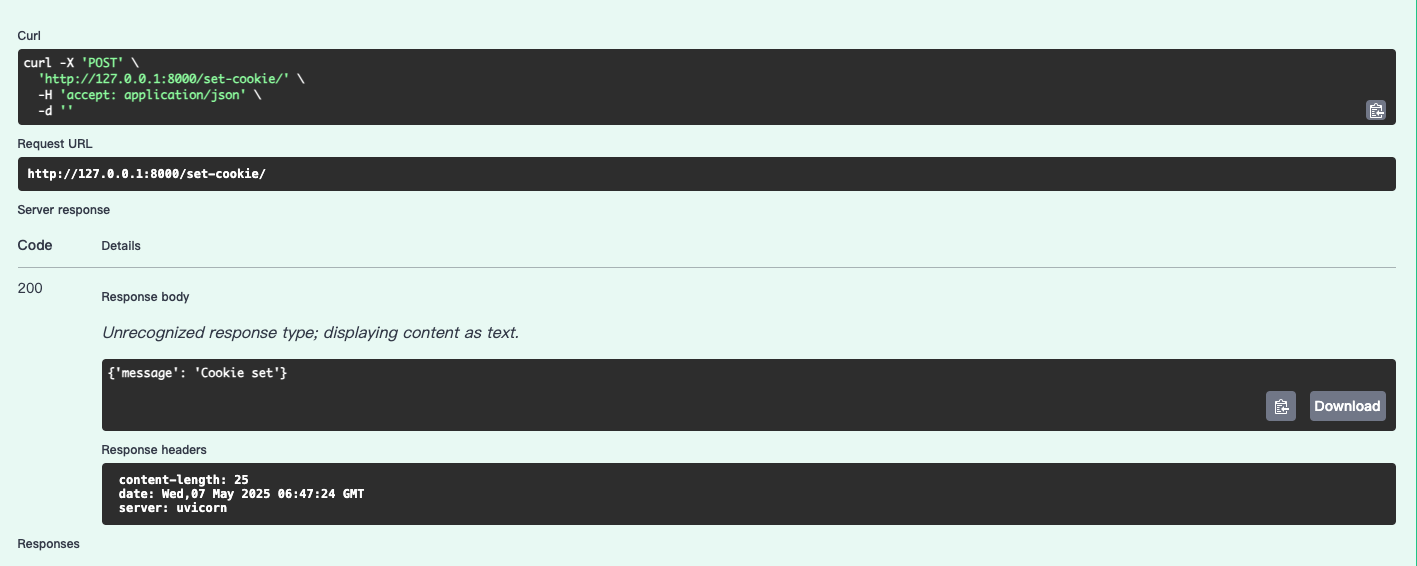 Curl
curl -X 'POST' \
  'http://127.0.0.1:8000/set-cookie/' \
  -H 'accept: application/json' \
  -d ''
Request URL
http://127.0.0.1:8000/set-cookie/
Server response
Code Details
200
Response body
Unrecognized response type; displaying content as text.
{'message': 'Cookie set'}
Download
Response headers
content-length: 25
date: Wed,07 May 2025 06:47:24 GMT
server: uvicorn
Responses